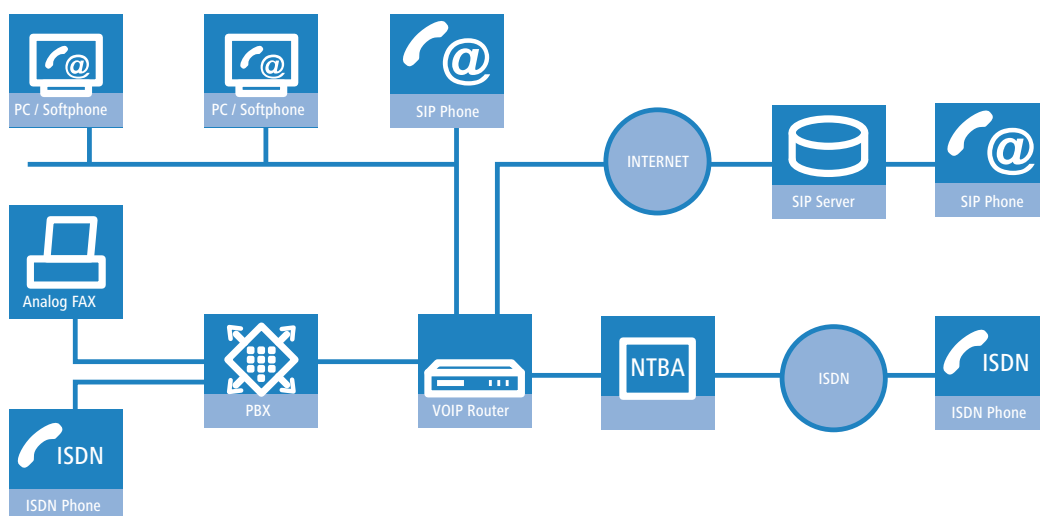 PC / Softphone
PC / Softphone
@
SIP Phone
INTERNET
SIP Server
@
SIP Phone
Analog FAX
PBX
VOIP Router
NTBA
ISDN
ISDN
ISDN Phone
ISDN
ISDN Phone